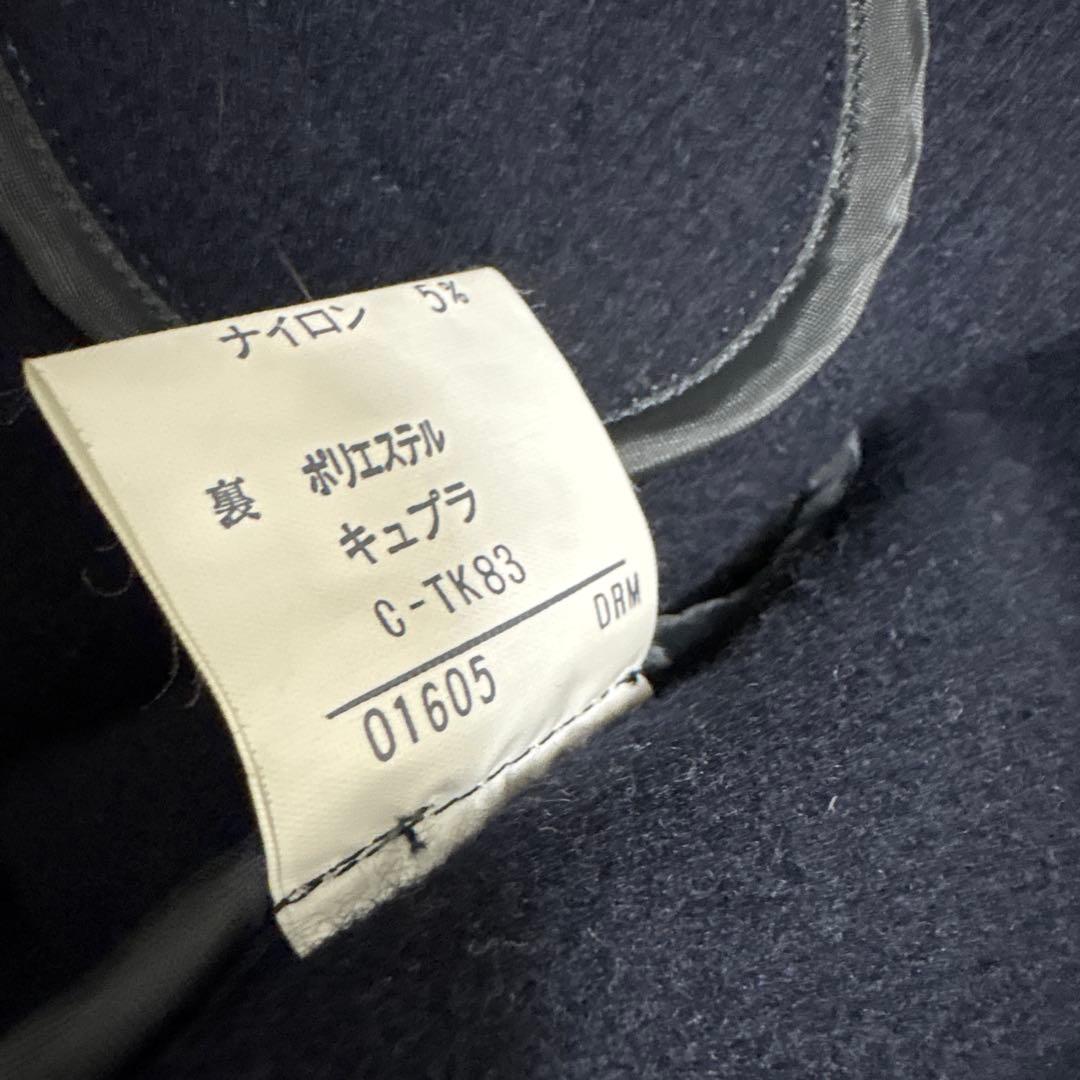 ナイロン 5%
裏 ポリエステル
キュプラ
C-TK83
DRM
01605